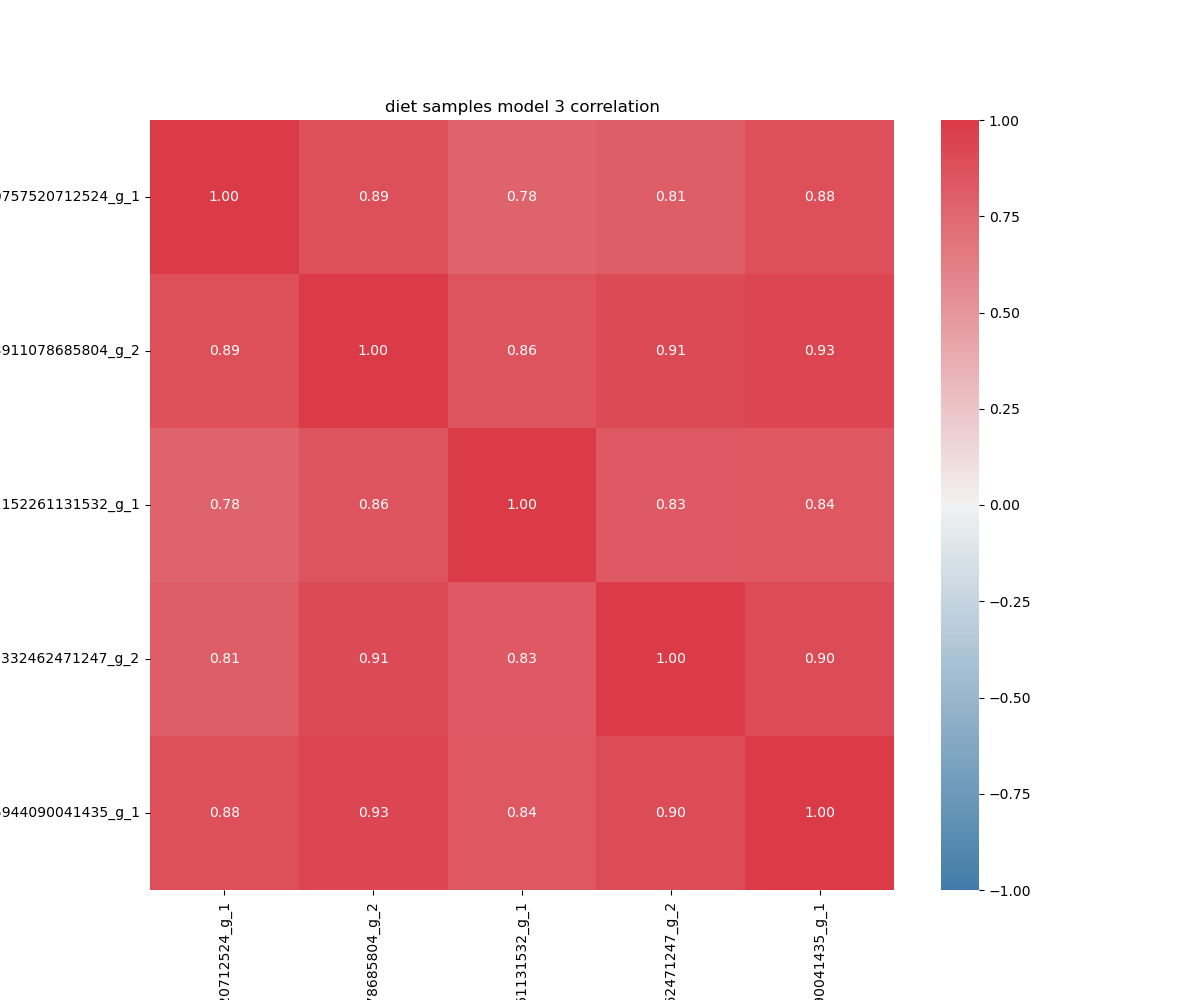 diet samples model 3 correlation
757520712524_g_1 1.00 0.89 0.78 0.81 0.88
911078685804_g_2 0.89 1.00 0.86 0.91 0.93
152261131532_g_1 0.78 0.86 1.00 0.83 0.84
332462471247_g_2 0.81 0.91 0.83 1.00 0.90
944090041435_g_1 0.88 0.93 0.84 0.90 1.00
20712524_g_1
78685804_g_2
61131532_g_1
62471247_g_2
90041435_g_1
1.00
0.75
0.50
0.25
0.00
−0.25
−0.50
−0.75
−1.00